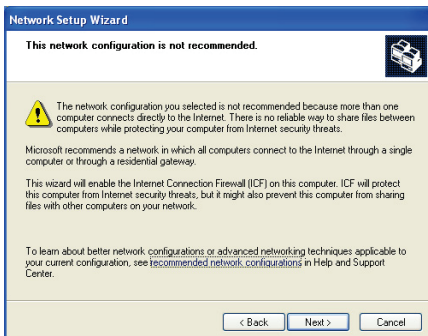 Network Setup Wizard
This network configuration is not recommended.
The network configuration you selected is not recommended because more than one
computer connects directly to the Internet. There is no reliable way to share files between
computers while protecting your computer from Internet security threats.
Microsoft recommends a network in which all computers connect to the Internet through a single
computer or through a residential gateway.
This wizard will enable the Internet Connection Firewall (ICF) on this computer. ICF will protect
this computer from Internet security threats, but it might also prevent this computer from sharing
files with other computers on your network.
To learn about better network configurations or advanced networking techniques applicable to
your current configuration, see recommended network configurations in Help and Support
Center.
< Back Next > Cancel